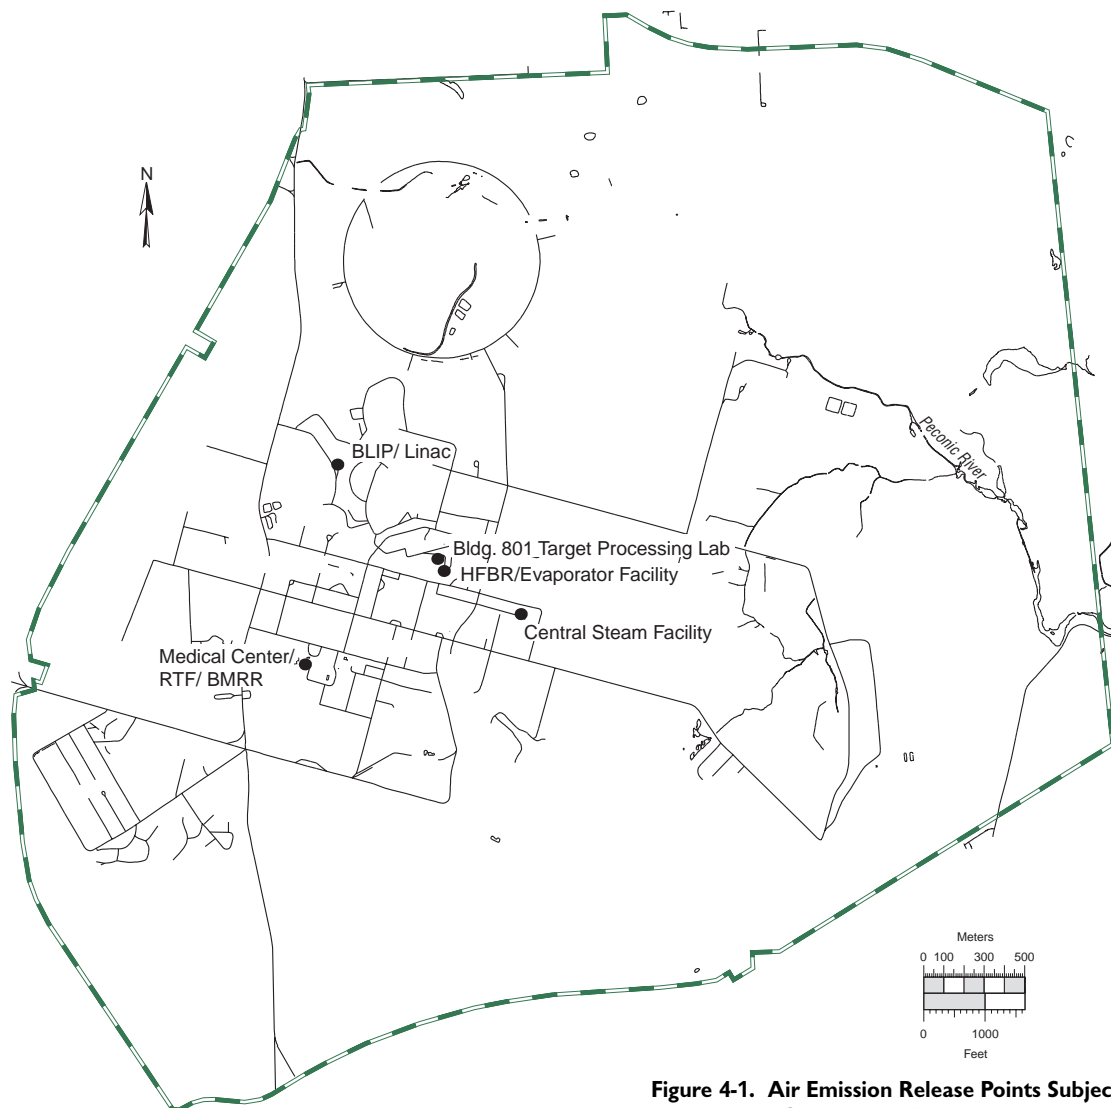 N
Peconic River
BLIP/ Linac
Bldg. 801 Target Processing Lab
HFBR/Evaporator Facility
Central Steam Facility
Medical Center/
RTF/ BMRR
Meters
0 100 300 500
0 1000
Feet
Figure 4-1. Air Emission Release Points Subjec